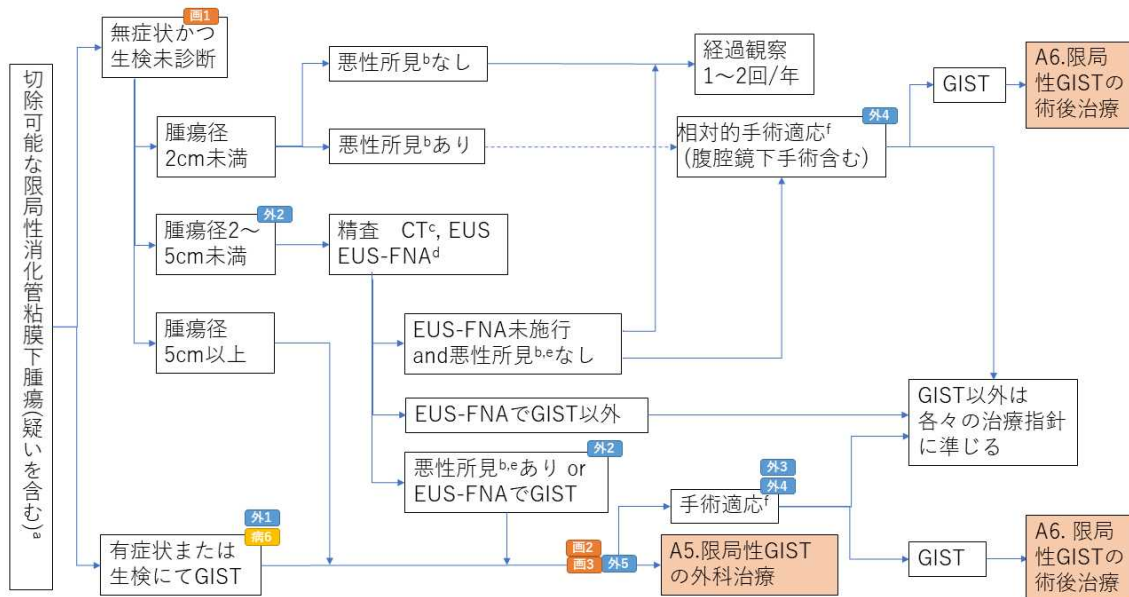 切除可能な限局性消化管粘膜下腫瘍(疑いを含む)a
画1
無症状かつ
生検未診断
悪性所見bなし
経過観察
1～2回/年
GIST
A6.限局
性GISTの
術後治療
腫瘍径
2cm未満
悪性所見bあり
外4
相対的手術適応f
(腹腔鏡下手術含む)
外2
腫瘍径2～
5cm未満
精査 CTc, EUS
EUS-FNAd
腫瘍径
5cm以上
EUS-FNA未施行
and悪性所見b,eなし
EUS-FNAでGIST以外
GIST以外は
各々の治療指針
に準じる
外2
悪性所見b,eあり or
EUS-FNAでGIST
外3
外4
手術適応f
外1
病6
有症状または
生検にてGIST
画2
画3
外5
A5.限局性GIST
の外科治療
GIST
A6. 限局
性GISTの
術後治療